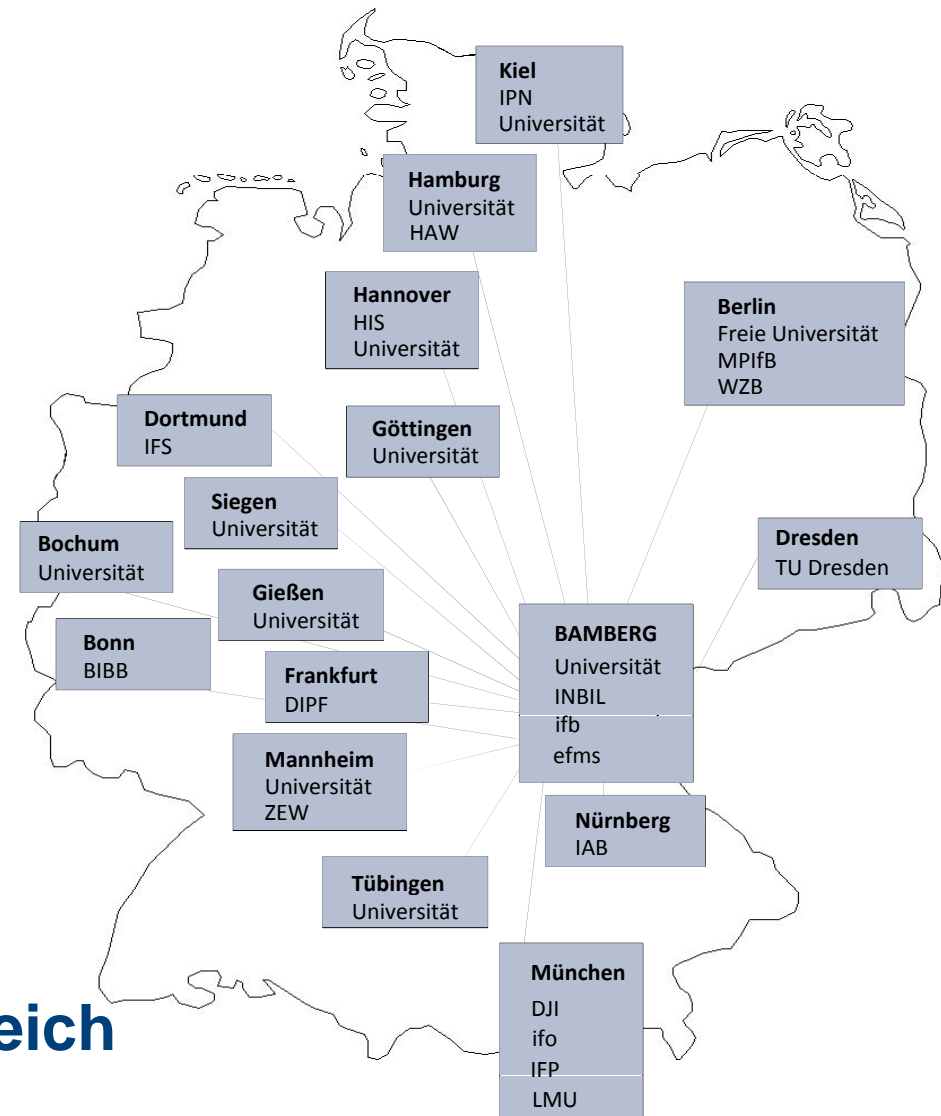 Kiel
IPN
Universität
Hamburg
Universität
HAW
Hannover
HIS
Universität
Berlin
Freie Universität
MPIfB
WZB
Dortmund
IFS
Göttingen
Universität
Siegen
Universität
Bochum
Universität
Dresden
TU Dresden
Gießen
Universität
Bonn
BIBB
Frankfurt
DIPF
BAMBERG
Universität
INBIL
ifb
efms
Mannheim
Universität
ZEW
Nürnberg
IAB
Tübingen
Universität
München
DJI
ifo
IFP
LMU
eich